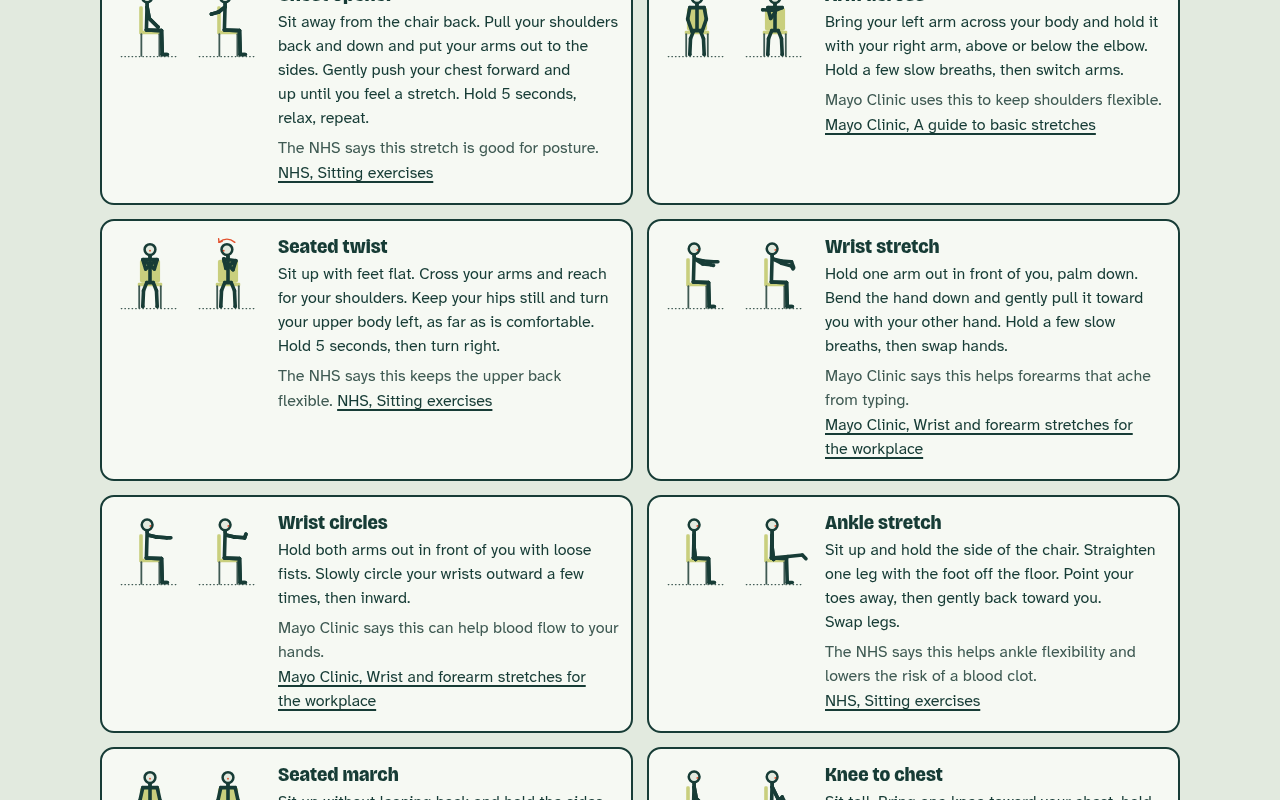 Sit away from the chair back. Pull your shoulders
back and down and put your arms out to the
sides. Gently push your chest forward and
up until you feel a stretch. Hold 5 seconds,
relax, repeat.
The NHS says this stretch is good for posture.
NHS, Sitting exercises
Bring your left arm across your body and hold it
with your right arm, above or below the elbow.
Hold a few slow breaths, then switch arms.
Mayo Clinic uses this to keep shoulders flexible.
Mayo Clinic, A guide to basic stretches
Seated twist
Sit up with feet flat. Cross your arms and reach
for your shoulders. Keep your hips still and turn
your upper body left, as far as is comfortable.
Hold 5 seconds, then turn right.
The NHS says this keeps the upper back
flexible. NHS, Sitting exercises
Wrist stretch
Hold one arm out in front of you, palm down.
Bend the hand down and gently pull it toward
you with your other hand. Hold a few slow
breaths, then swap hands.
Mayo Clinic says this helps forearms that ache
from typing.
Mayo Clinic, Wrist and forearm stretches for
the workplace
Wrist circles
Hold both arms out in front of you with loose
fists. Slowly circle your wrists outward a few
times, then inward.
Mayo Clinic says this can help blood flow to your
hands.
Mayo Clinic, Wrist and forearm stretches for
the workplace
Ankle stretch
Sit up and hold the side of the chair. Straighten
one leg with the foot off the floor. Point your
toes away, then gently back toward you.
Swap legs.
The NHS says this helps ankle flexibility and
lowers the risk of a blood clot.
NHS, Sitting exercises
Seated march
Knee to chest